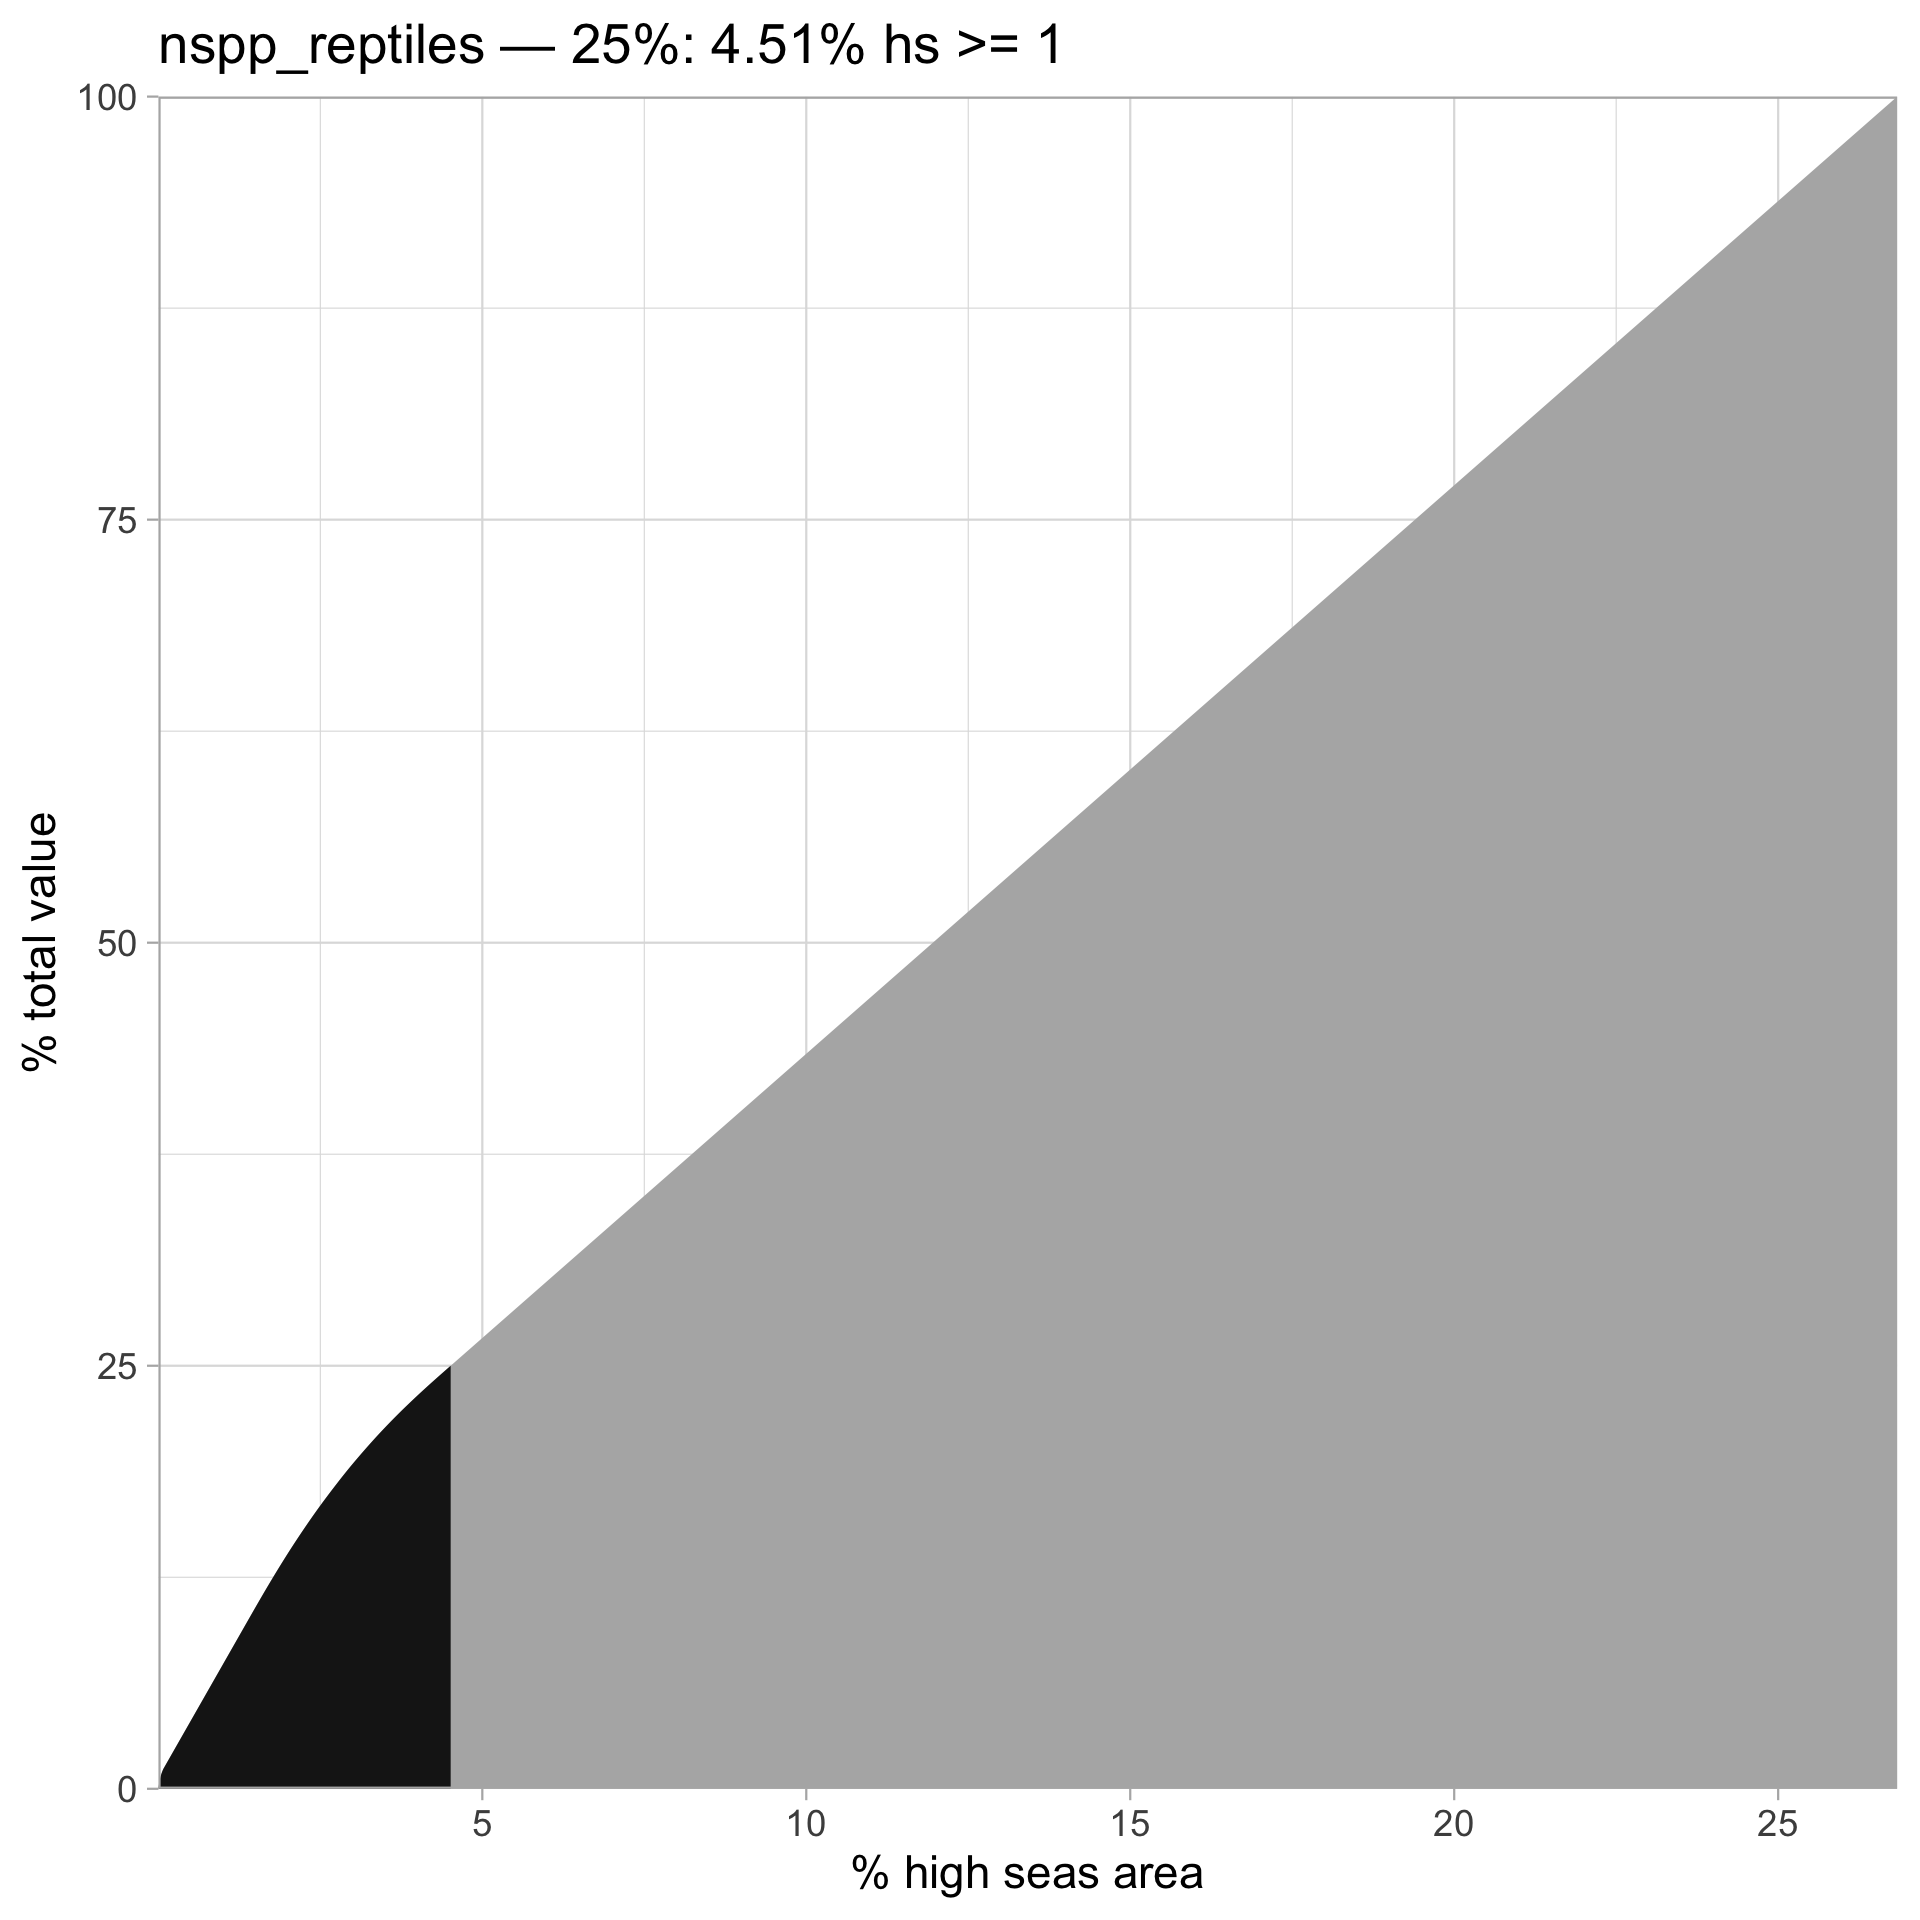 nspp_reptiles — 25%: 4.51% hs >= 1
100
75
50
25
0
% total value
5 10 15 20 25
% high seas area